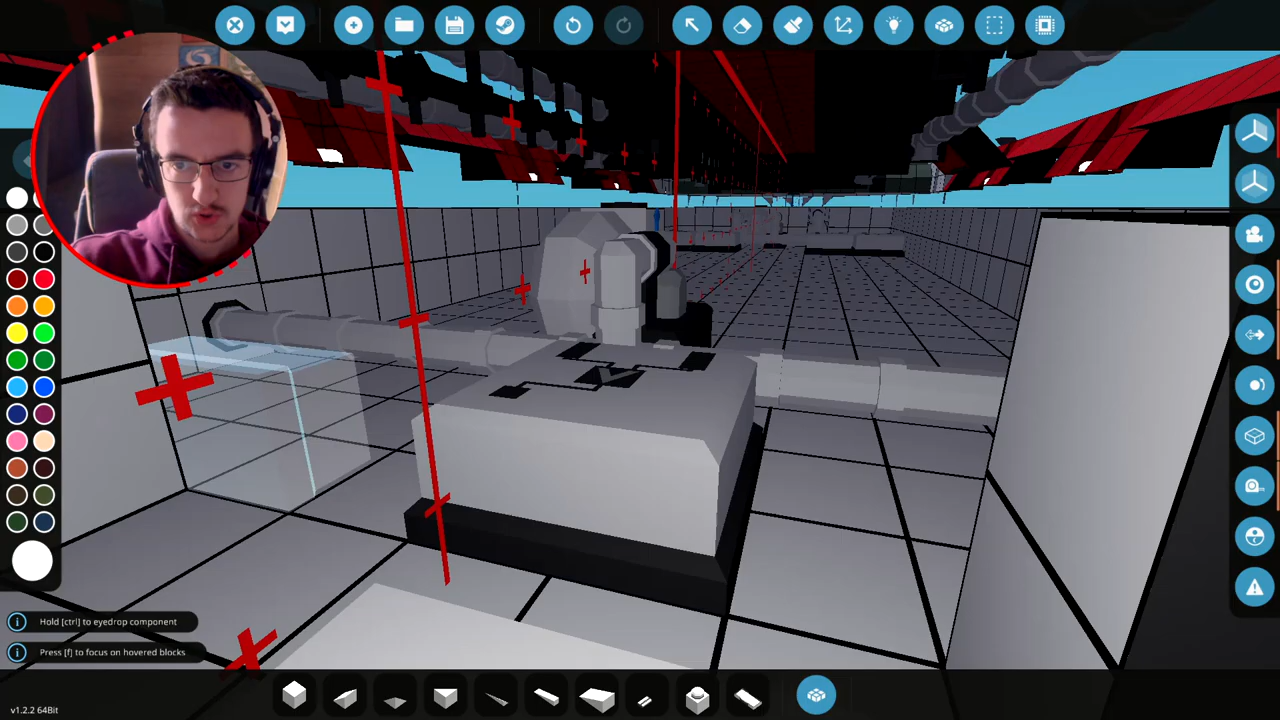 Hold [ctrl] to eyedrop component
Press [f] to focus on hovered blocks
v1.2.2 64Bit